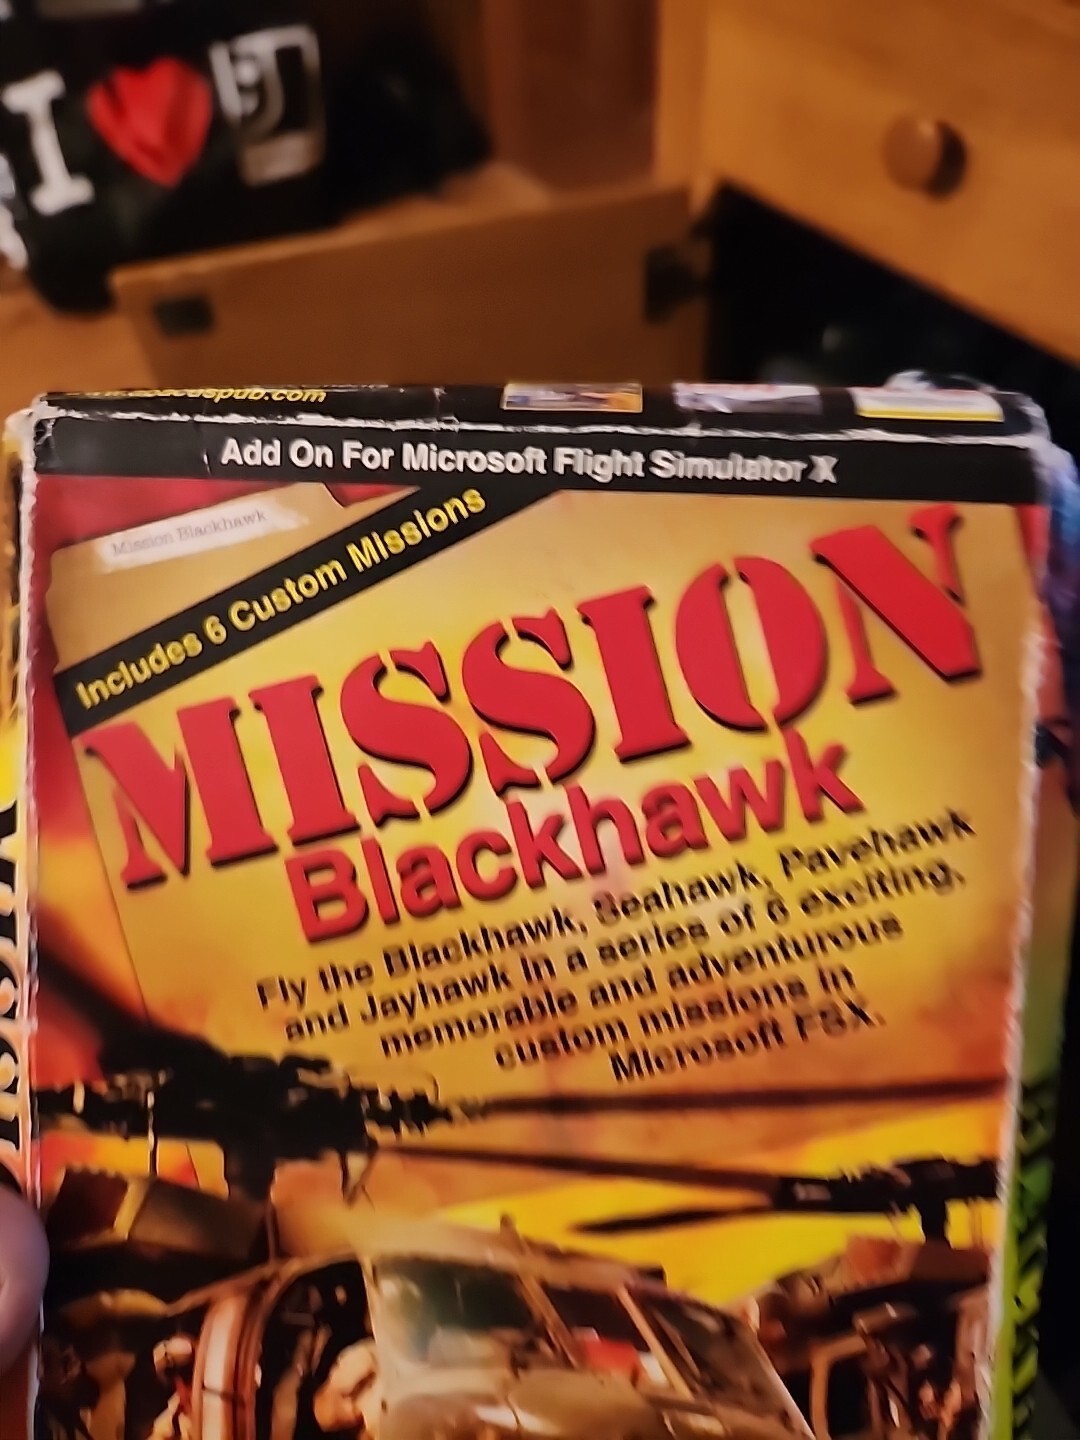 I
Add On For Microsoft Flight Simulator X
Mission Blackhawk
Includes 6 Custom Missions
MISSION
Blackhawk
Fly the Blackhawk, Seahawk, Pavehawk
and Jayhawk in a series of 6 exciting,
memorable and adventurous
custom missions in
Microsoft FSX.